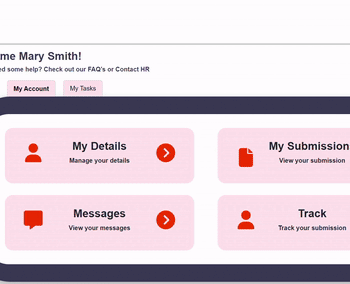 me Mary Smith!
ed some help? Check out our FAQ's or Contact HR
My Account My Tasks
My Details My Submission
Manage your details View your submission
Messages Track
View your messages Track your submission